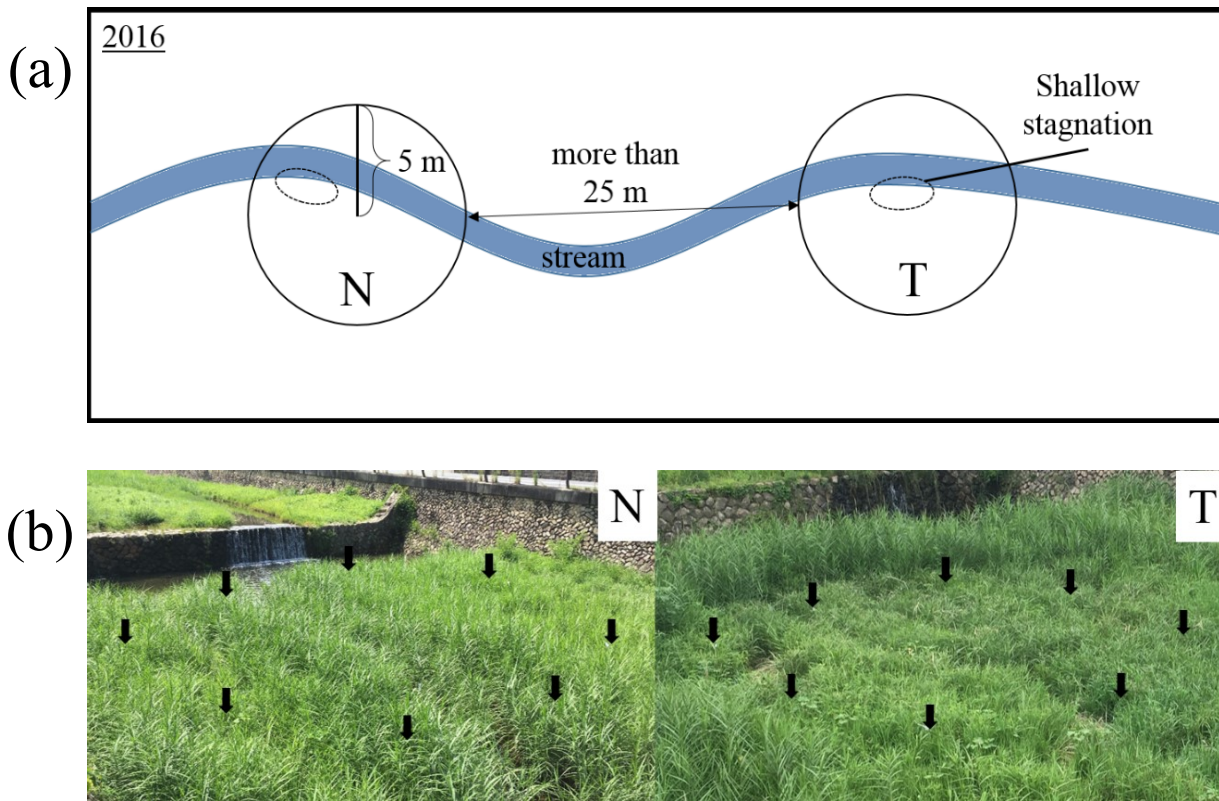 (a)
2016
Shallow
stagnation
5 m
more than
25 m
stream
N
T
(b)
N
T